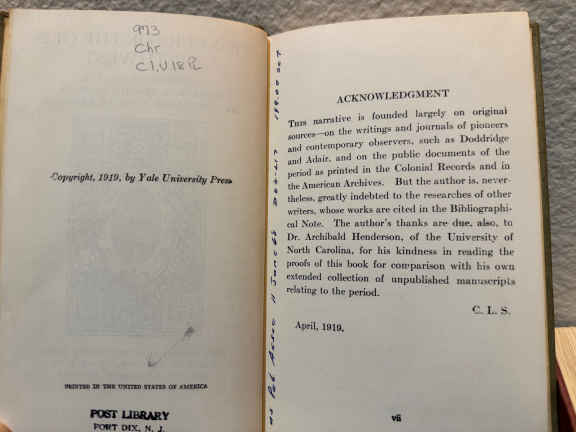 973
Chr
C1,V18
Copyright, 1919, by Yale University Press
PRINTED IN THE UNITED STATES OF AMERICA
POST LIBRARY
FORT DIX, N. J.
ACKNOWLEDGMENT
This narrative is founded largely on original
sources—on the writings and journals of pioneers
and contemporary observers, such as Doddridge
and Adair, and on the public documents of the
period as printed in the Colonial Records and in
the American Archives. But the author is, never-
theless, greatly indebted to the researches of other
writers, whose works are cited in the Bibliographi-
cal Note. The author's thanks are due, also, to
Dr. Archibald Henderson, of the University of
North Carolina, for his kindness in reading the
proofs of this book for comparison with his own
extended collection of unpublished manuscripts
relating to the period.
C. L. S.
April, 1919.
vii